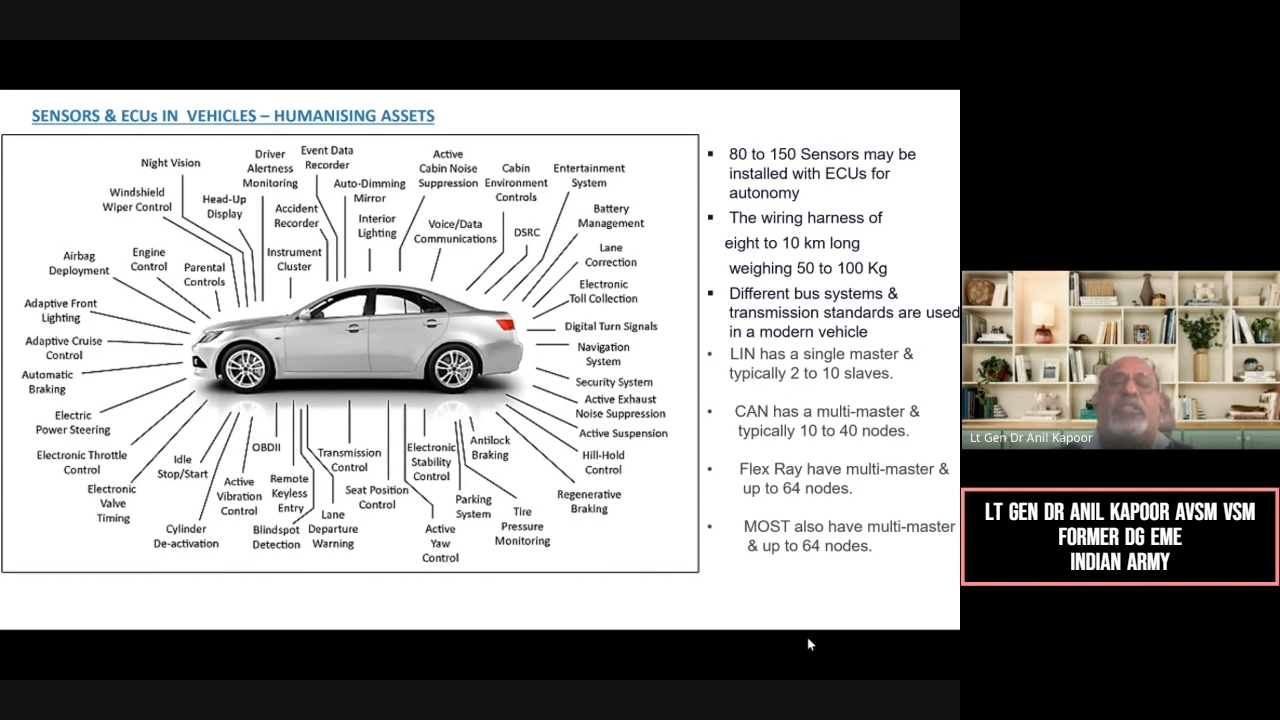 SENSORS & ECUs IN VEHICLES – HUMANISING ASSETS
Night Vision
Driver
Alertness
Monitoring
Event Data
Recorder
Active
Cabin Noise
Suppression
Cabin
Environment
Controls
Entertainment
System
Windshield
Wiper Control
Head-Up
Display
Accident
Recorder
Auto-Dimming
Mirror
Interior
Lighting
Voice/Data
Communications
DSRC
Battery
Management
Airbag
Deployment
Engine
Control
Parental
Controls
Instrument
Cluster
Lane
Correction
Electronic
Toll Collection
Adaptive Front
Lighting
Digital Turn Signals
Adaptive Cruise
Control
Navigation
System
Automatic
Braking
Security System
Active Exhaust
Noise Suppression
Electric
Power Steering
Active Suspension
Electronic Throttle
Control
Idle
Stop/Start
OBDII
Transmission
Control
Electronic
Stability
Control
Antilock
Braking
Hill-Hold
Control
Electronic
Valve
Timing
Active
Vibration
Control
Remote
Keyless
Entry
Seat Position
Control
Parking
System
Regenerative
Braking
Cylinder
De-activation
Blindspot
Detection
Lane
Departure
Warning
Active
Yaw
Control
Tire
Pressure
Monitoring
▪ 80 to 150 Sensors may be
installed with ECUs for
autonomy
▪ The wiring harness of
eight to 10 km long
weighing 50 to 100 Kg
▪ Different bus systems &
transmission standards are used
in a modern vehicle
• LIN has a single master &
typically 2 to 10 slaves.
• CAN has a multi-master &
typically 10 to 40 nodes.
• Flex Ray have multi-master &
up to 64 nodes.
• MOST also have multi-master
& up to 64 nodes.
Lt Gen Dr Anil Kapoor
LT GEN DR ANIL KAPOOR AVSM VSM
FORMER DG EME
INDIAN ARMY